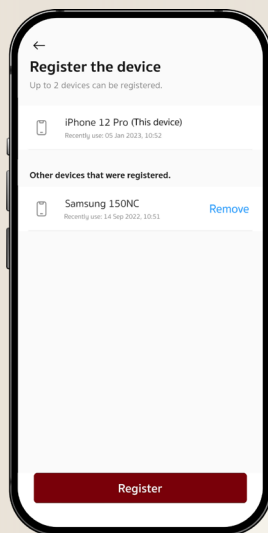 Register the device
Up to 2 devices can be registered.
iPhone 12 Pro (This device)
Recently use: 05 Jan 2023, 10:52
Other devices that were registered.
Samsung 150NC
Remove
Recently use: 14 Sep 2022, 10:51
Register